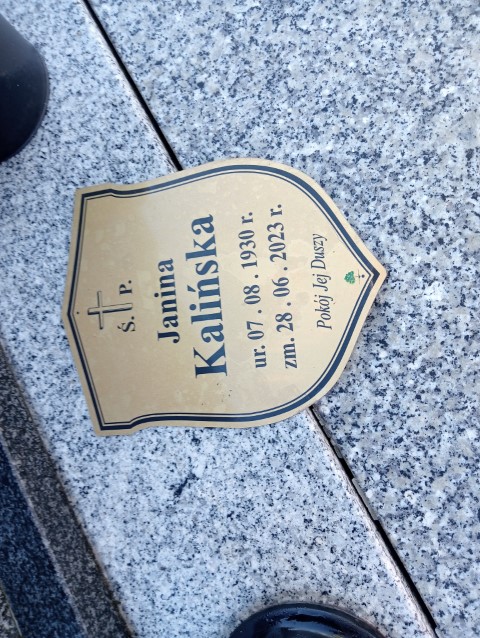 Ś. P.
Janina
Kalińska
ur. 07 . 08 . 1930 r.
zm. 28 . 06 . 2023 r.
Pokój Jej Duszy